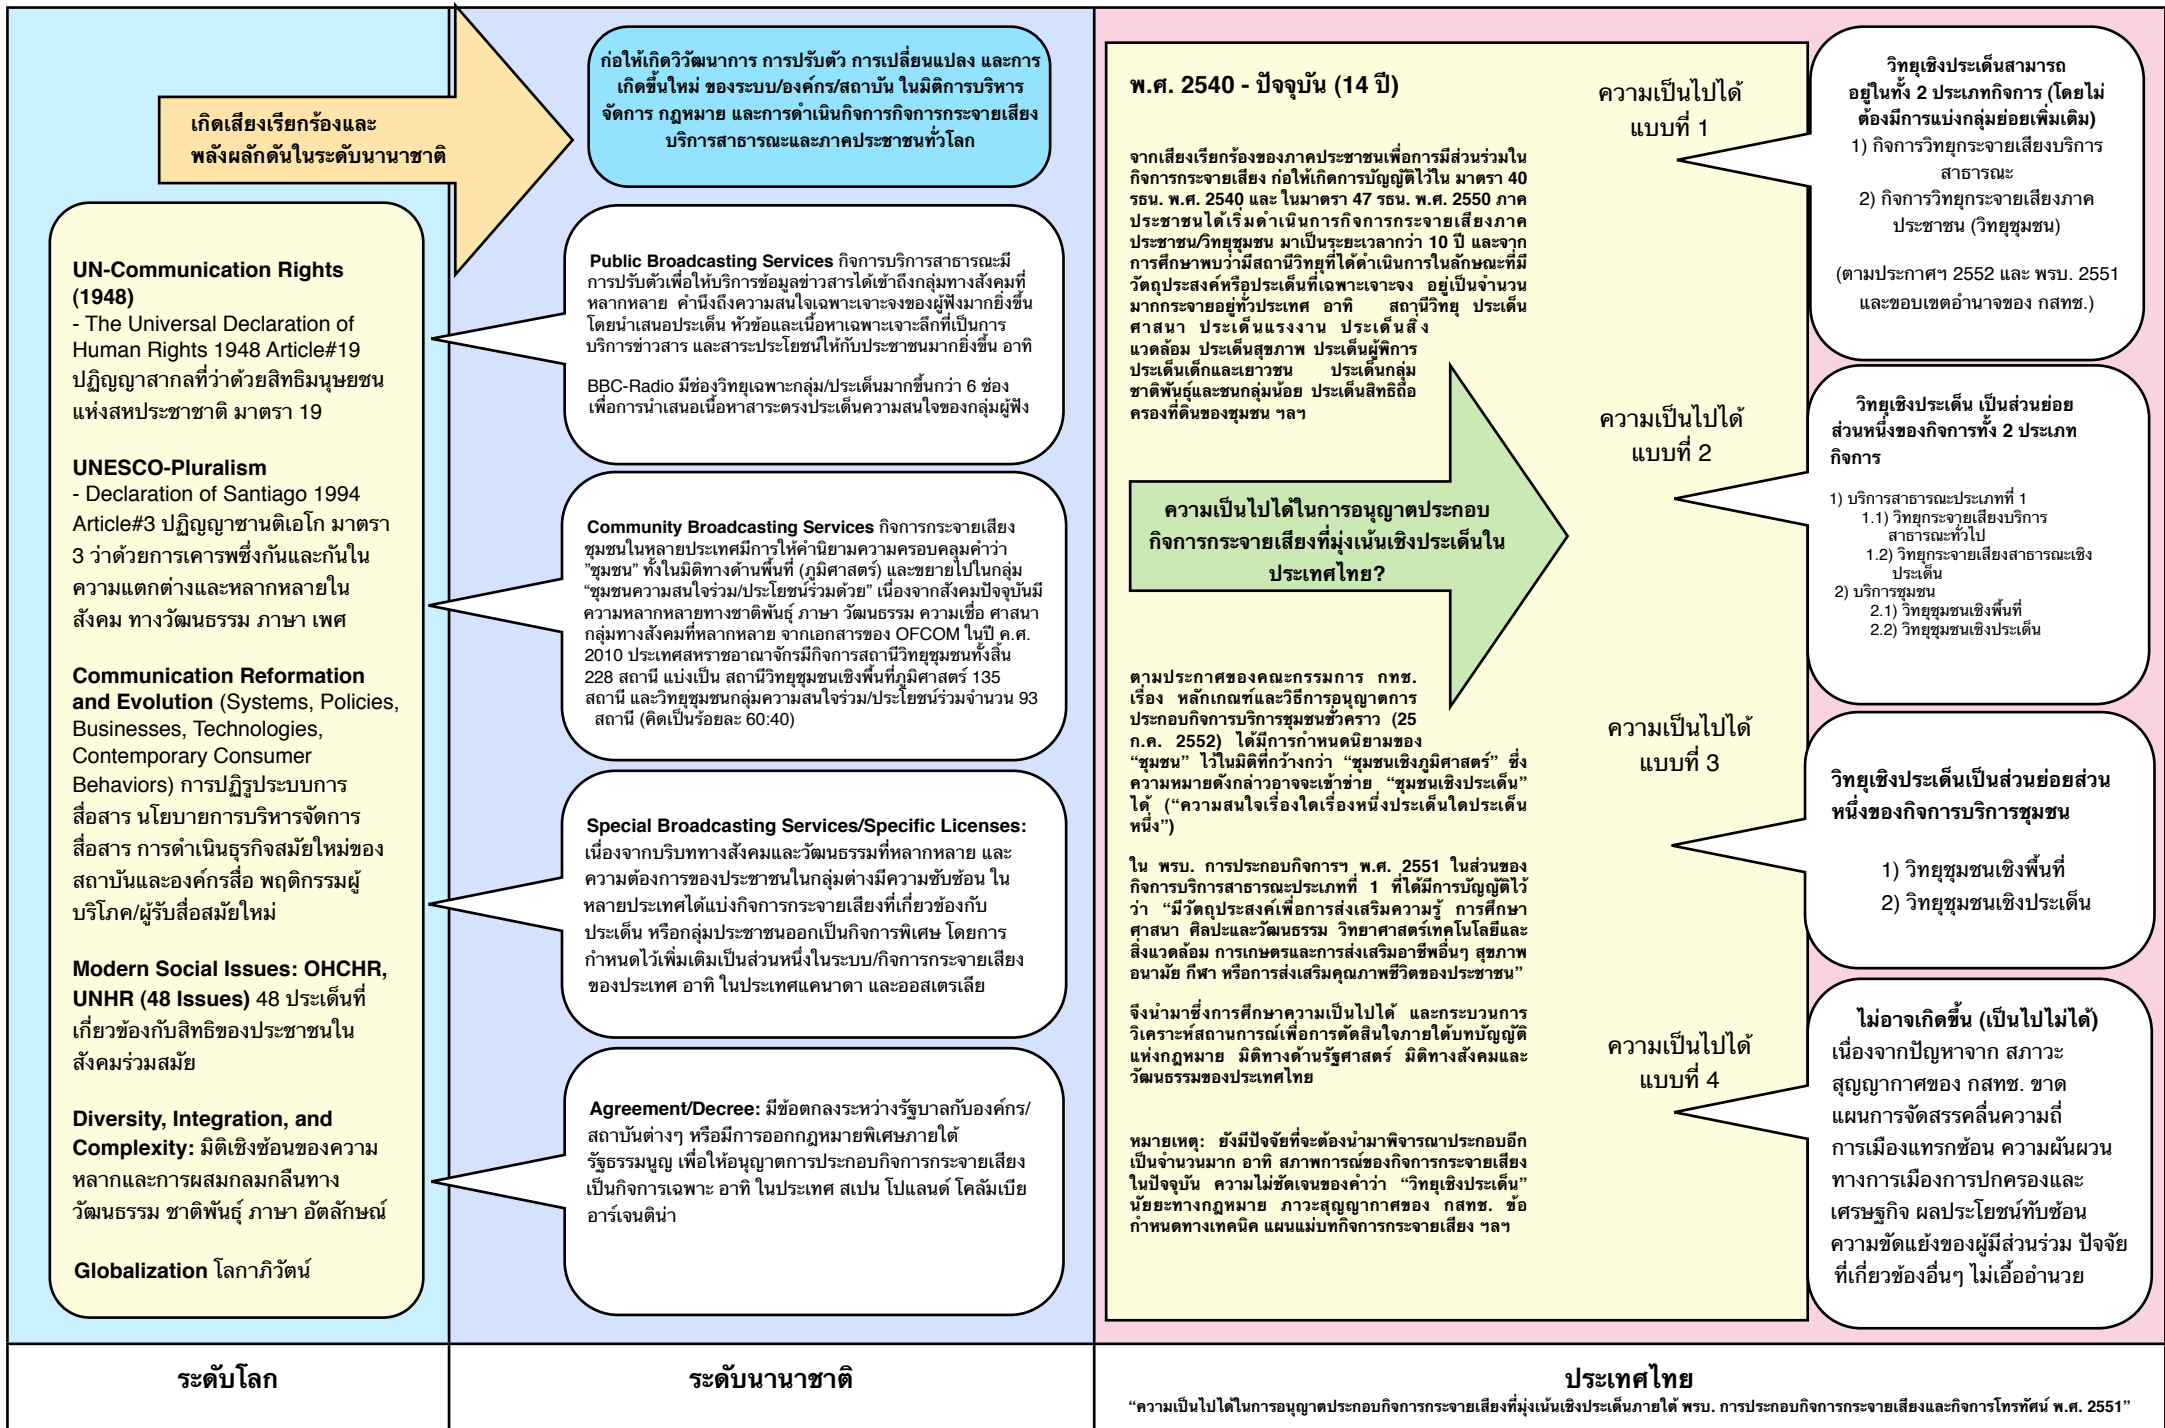 เกิดเสียงเรียกร้องและ
พลังผลักดันในระดับนานาชาติ
UN-Communication Rights
(1948)
- The Universal Declaration of
Human Rights 1948 Article#19
ปฏิญญาสากลที่ว่าด้วยสิทธิมนุษยชน
แห่งสหประชาชาติ มาตรา 19
UNESCO-Pluralism
- Declaration of Santiago 1994
Article#3 ปฏิญญาซานติเอโก มาตรา
3 ว่าด้วยการเคารพซึ่งกันและกันใน
ความแตกต่างและหลากหลายใน
สังคม ทางวัฒนธรรม ภาษา เพศ
Communication Reformation
and Evolution (Systems, Policies,
Businesses, Technologies,
Contemporary Consumer
Behaviors) การปฏิรูประบบการ
สื่อสาร นโยบายการบริหารจัดการ
สื่อสาร การดำเนินธุรกิจสมัยใหม่ของ
สถาบันและองค์กรสื่อ พฤติกรรมผู้
บริโภค/ผู้รับสื่อสมัยใหม่
Modern Social Issues: OHCHR,
UNHR (48 Issues) 48 ประเด็นที่
เกี่ยวข้องกับสิทธิของประชาชนใน
สังคมร่วมสมัย
Diversity, Integration, and
Complexity: มิติเชิงซ้อนของความ
หลากและการผสมกลมกลืนทาง
วัฒนธรรม ชาติพันธุ์ ภาษา อัตลักษณ์
Globalization โลกาภิวัตน์
ระดับโลก
ก่อให้เกิดวิวัฒนาการ การปรับตัว การเปลี่ยนแปลง และการ
เกิดขึ้นใหม่ ของระบบ/องค์กร/สถาบัน ในมิติการบริหาร
จัดการ กฎหมาย และการดำเนินกิจการกิจการกระจายเสียง
บริการสาธารณะและภาคประชาชนทั่วโลก
Public Broadcasting Services กิจการบริการสาธารณะมี
การปรับตัวเพื่อให้บริการข้อมูลข่าวสารได้เข้าถึงกลุ่มทางสังคมที่
หลากหลาย คำนึงถึงความสนใจเฉพาะเจาะจงของผู้ฟังมากยิ่งขึ้น
โดยนำเสนอประเด็น หัวข้อและเนื้อหาเฉพาะเจาะลึกที่เป็นการ
บริการข่าวสาร และสาระประโยชน์ให้กับประชาชนมากยิ่งขึ้น อาทิ
BBC-Radio มีช่องวิทยุเฉพาะกลุ่ม/ประเด็นมากขึ้นกว่า 6 ช่อง
เพื่อการนำเสนอเนื้อหาสาระตรงประเด็นความสนใจของกลุ่มผู้ฟัง
Community Broadcasting Services กิจการกระจายเสียง
ชุมชนในหลายประเทศมีการให้คำนิยามความครอบคลุมคำว่า
"ชุมชน" ทั้งในมิติทางด้านพื้นที่ (ภูมิศาสตร์) และขยายไปในกลุ่ม
“ชุมชนความสนใจร่วม/ประโยชน์ร่วมด้วย” เนื่องจากสังคมปัจจุบันมี
ความหลากหลายทางชาติพันธุ์ ภาษา วัฒนธรรม ความเชื่อ ศาสนา
กลุ่มทางสังคมที่หลากหลาย จากเอกสารของ OFCOM ในปี ค.ศ.
2010 ประเทศสหราชอาณาจักรมีกิจการสถานีวิทยุชุมชนทั้งสิ้น
228 สถานี แบ่งเป็น สถานีวิทยุชุมชนเชิงพื้นที่ภูมิศาสตร์ 135
สถานี และวิทยุชุมชนกลุ่มความสนใจร่วม/ประโยชน์ร่วมจำนวน 93
สถานี (คิดเป็นร้อยละ 60:40)
Special Broadcasting Services/Specific Licenses:
เนื่องจากบริบททางสังคมและวัฒนธรรมที่หลากหลาย และ
ความต้องการของประชาชนในกลุ่มต่างมีความซับซ้อน ใน
หลายประเทศได้แบ่งกิจการกระจายเสียงที่เกี่ยวข้องกับ
ประเด็น หรือกลุ่มประชาชนออกเป็นกิจการพิเศษ โดยการ
กำหนดไว้เพิ่มเติมเป็นส่วนหนึ่งในระบบ/กิจการกระจายเสียง
ของประเทศ อาทิ ในประเทศแคนาดา และออสเตรเลีย
Agreement/Decree: มีข้อตกลงระหว่างรัฐบาลกับองค์กร/
สถาบันต่างๆ หรือมีการออกกฎหมายพิเศษภายใต้
รัฐธรรมนูญ เพื่อให้อนุญาตการประกอบกิจการกระจายเสียง
เป็นกิจการเฉพาะ อาทิ ในประเทศ สเปน โปแลนด์ โคลัมเบีย
อาร์เจนติน่า
ระดับนานาชาติ
พ.ศ. 2540 - ปัจจุบัน (14 ปี)
จากเสียงเรียกร้องของภาคประชาชนเพื่อการมีส่วนร่วมใน
กิจการกระจายเสียง ก่อให้เกิดการบัญญัติไว้ใน มาตรา 40
รธน. พ.ศ. 2540 และ ในมาตรา 47 รธน. พ.ศ. 2550 ภาค
ประชาชนได้เริ่มดำเนินการกิจการกระจายเสียงภาค
ประชาชน/วิทยุชุมชน มาเป็นระยะเวลากว่า 10 ปี และจาก
การศึกษาพบว่ามีสถานีวิทยุที่ได้ดำเนินการในลักษณะที่มี
วัตถุประสงค์หรือประเด็นที่เฉพาะเจาะจง อยู่เป็นจำนวน
มากกระจายอยู่ทั่วประเทศ อาทิ สถานีวิทยุ ประเด็น
ศาสนา ประเด็นแรงงาน ประเด็นสิ่ง
แวดล้อม ประเด็นสุขภาพ ประเด็นผู้พิการ
ประเด็นเด็กและเยาวชน ประเด็นกลุ่ม
ชาติพันธุ์และชนกลุ่มน้อย ประเด็นสิทธิถือ
ครองที่ดินของชุมชน ฯลฯ
ความเป็นไปได้ในการอนุญาตประกอบ
กิจการกระจายเสียงที่มุ่งเน้นเชิงประเด็นใน
ประเทศไทย?
ตามประกาศของคณะกรรมการ กทช.
เรื่อง หลักเกณฑ์และวิธีการอนุญาตการ
ประกอบกิจการบริการชุมชนชั่วคราว (25
ก.ค. 2552) ได้มีการกำหนดนิยามของ
“ชุมชน” ไว้ในมิติที่กว้างกว่า “ชุมชนเชิงภูมิศาสตร์” ซึ่ง
ความหมายดังกล่าวอาจจะเข้าข่าย “ชุมชนเชิงประเด็น”
ได้ (“ความสนใจเรื่องใดเรื่องหนึ่งประเด็นใดประเด็น
หนึ่ง”)
ใน พรบ. การประกอบกิจการฯ พ.ศ. 2551 ในส่วนของ
กิจการบริการสาธารณะประเภทที่ 1 ที่ได้มีการบัญญัติไว้
ว่า “มีวัตถุประสงค์เพื่อการส่งเสริมความรู้ การศึกษา
ศาสนา ศิลปะและวัฒนธรรม วิทยาศาสตร์เทคโนโลยีและ
สิ่งแวดล้อม การเกษตรและการส่งเสริมอาชีพอื่นๆ สุขภาพ
อนามัย กีฬา หรือการส่งเสริมคุณภาพชีวิตของประชาชน”
จึงนำมาซึ่งการศึกษาความเป็นไปได้ และกระบวนการ
วิเคราะห์สถานการณ์เพื่อการตัดสินใจภายใต้บทบัญญัติ
แห่งกฎหมาย มิติทางด้านรัฐศาสตร์ มิติทางสังคมและ
วัฒนธรรมของประเทศไทย
หมายเหตุ: ยังมีปัจจัยที่จะต้องนำมาพิจารณาประกอบอีก
เป็นจำนวนมาก อาทิ สภาพการณ์ของกิจการกระจายเสียง
ในปัจจุบัน ความไม่ชัดเจนของคำว่า “วิทยุเชิงประเด็น”
นัยยะทางกฎหมาย ภาวะสุญญากาศของ กสทช. ข้อ
กำหนดทางเทคนิค แผนแม่บทกิจการกระจายเสียง ฯลฯ
ความเป็นไปได้
แบบที่ 1
วิทยุเชิงประเด็นสามารถ
อยู่ในทั้ง 2 ประเภทกิจการ (โดยไม่
ต้องมีการแบ่งกลุ่มย่อยเพิ่มเติม)
1) กิจการวิทยุกระจายเสียงบริการ
สาธารณะ
2) กิจการวิทยุกระจายเสียงภาค
ประชาชน (วิทยุชุมชน)
(ตามประกาศฯ 2552 และ พรบ. 2551
และขอบเขตอำนาจของ กสทช.)
ความเป็นไปได้
แบบที่ 2
วิทยุเชิงประเด็น เป็นส่วนย่อย
ส่วนหนึ่งของกิจการทั้ง 2 ประเภท
กิจการ
1) บริการสาธารณะประเภทที่ 1
1.1) วิทยุกระจายเสียงบริการ
สาธารณะทั่วไป
1.2) วิทยุกระจายเสียงสาธารณะเชิง
ประเด็น
2) บริการชุมชน
2.1) วิทยุชุมชนเชิงพื้นที่
2.2) วิทยุชุมชนเชิงประเด็น
ความเป็นไปได้
แบบที่ 3
วิทยุเชิงประเด็นเป็นส่วนย่อยส่วน
หนึ่งของกิจการบริการชุมชน
1) วิทยุชุมชนเชิงพื้นที่
2) วิทยุชุมชนเชิงประเด็น
ความเป็นไปได้
แบบที่ 4
ไม่อาจเกิดขึ้น (เป็นไปไม่ได้)
เนื่องจากปัญหาจาก สภาวะ
สุญญากาศของ กสทช. ขาด
แผนการจัดสรรคลื่นความถี่
การเมืองแทรกซ้อน ความผันผวน
ทางการเมืองการปกครองและ
เศรษฐกิจ ผลประโยชน์ทับซ้อน
ความขัดแย้งของผู้มีส่วนร่วม ปัจจัย
ที่เกี่ยวข้องอื่นๆ ไม่เอื้ออำนวย
ประเทศไทย
“ความเป็นไปได้ในการอนุญาตประกอบกิจการกระจายเสียงที่มุ่งเน้นเชิงประเด็นภายใต้ พรบ. การประกอบกิจการกระจายเสียงและกิจการโทรทัศน์ พ.ศ. 2551”